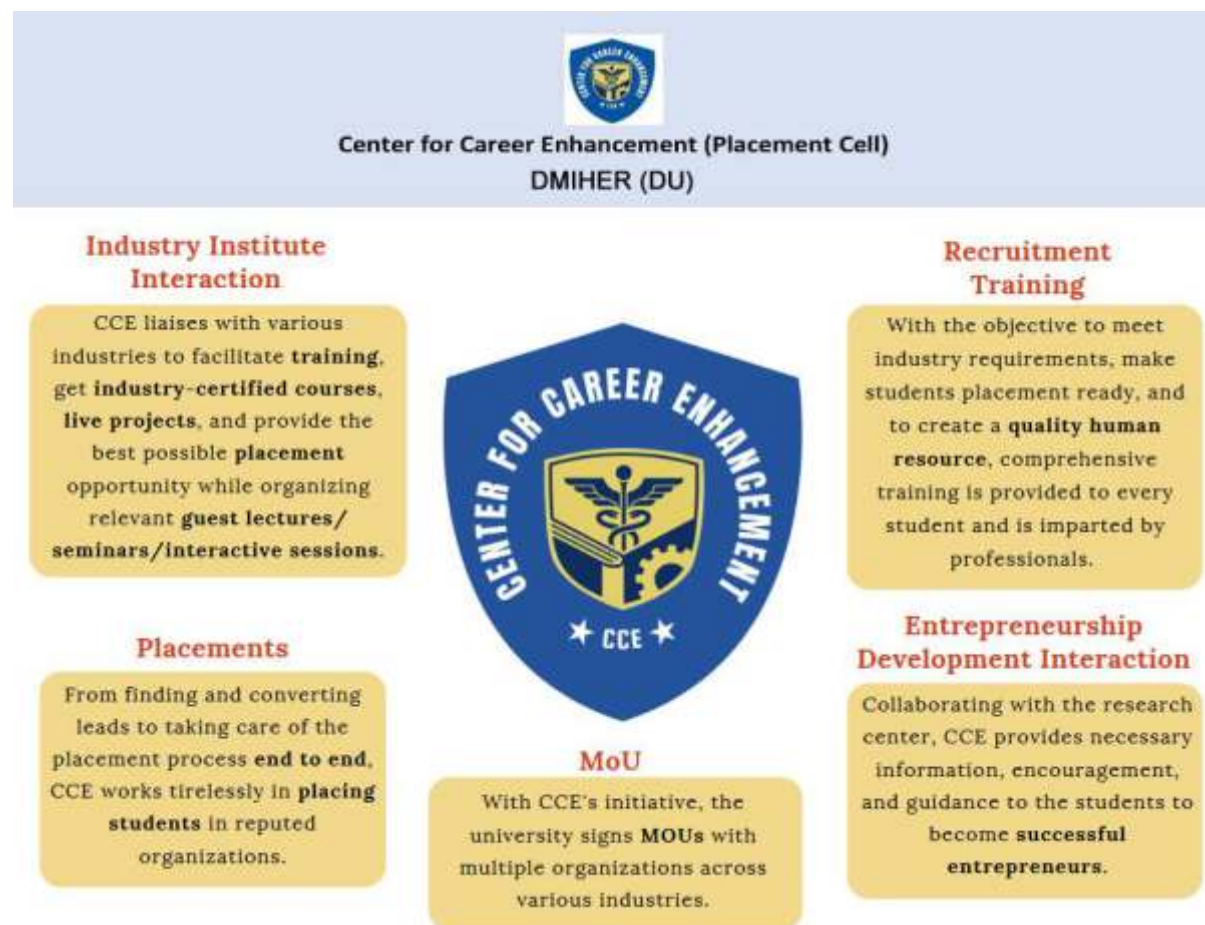 CENTER FOR CAREER ENHANCEMENT
Center for Career Enhancement (Placement Cell)
DMIHER (DU)
Industry Institute
Interaction
CCE liaises with various
industries to facilitate training,
get industry-certified courses,
live projects, and provide the
best possible placement
opportunity while organizing
relevant guest lectures/
seminars/interactive sessions.
Placements
From finding and converting
leads to taking care of the
placement process end to end,
CCE works tirelessly in placing
students in reputed
organizations.
CENTER FOR CAREER ENHANCEMENT
CCE
MoU
With CCE's initiative, the
university signs MOUs with
multiple organizations across
various industries.
Recruitment
Training
With the objective to meet
industry requirements, make
students placement ready, and
to create a quality human
resource, comprehensive
training is provided to every
student and is imparted by
professionals.
Entrepreneurship
Development Interaction
Collaborating with the research
center, CCE provides necessary
information, encouragement,
and guidance to the students to
become successful
entrepreneurs.